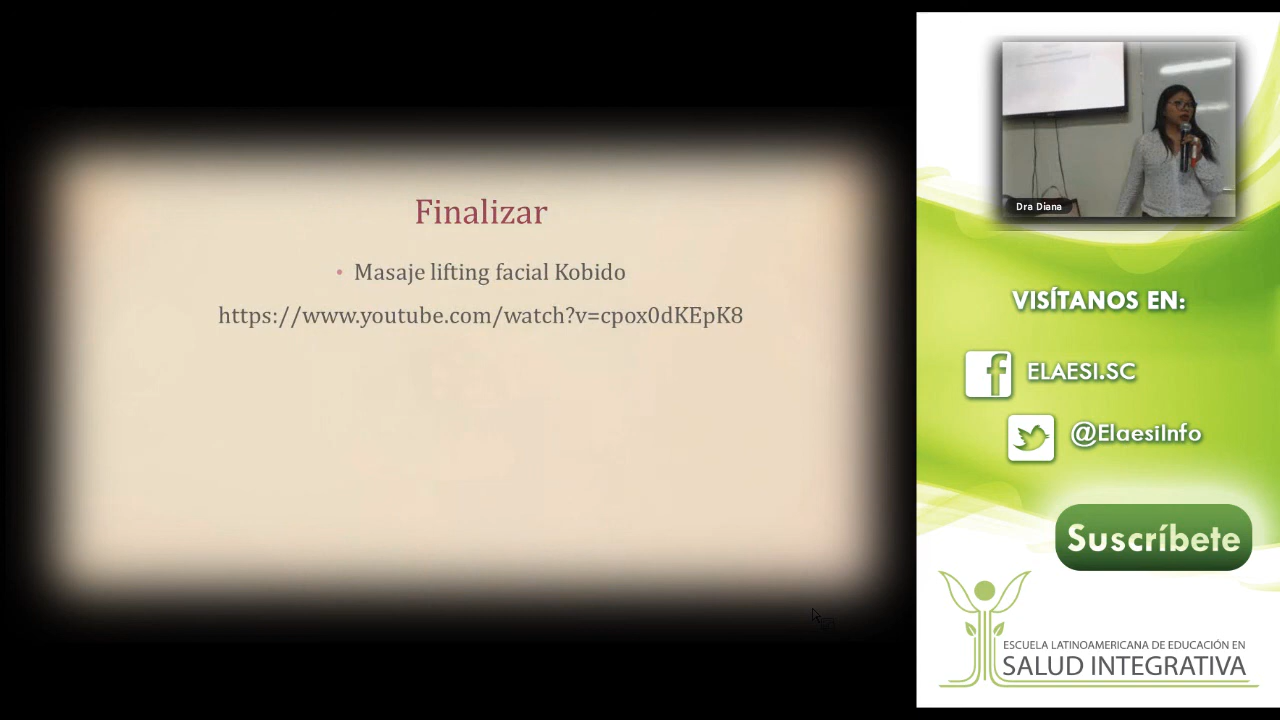 Finalizar
• Masaje lifting facial Kobido
https://www.youtube.com/watch?v=cpox0dKEpK8
Dra Diana
VISÍTANOS EN:
f ELAESI.SC
@ElaesiInfo
Suscríbete
ESCUELA LATINOAMERICANA DE EDUCACIÓN EN
SALUD INTEGRATIVA